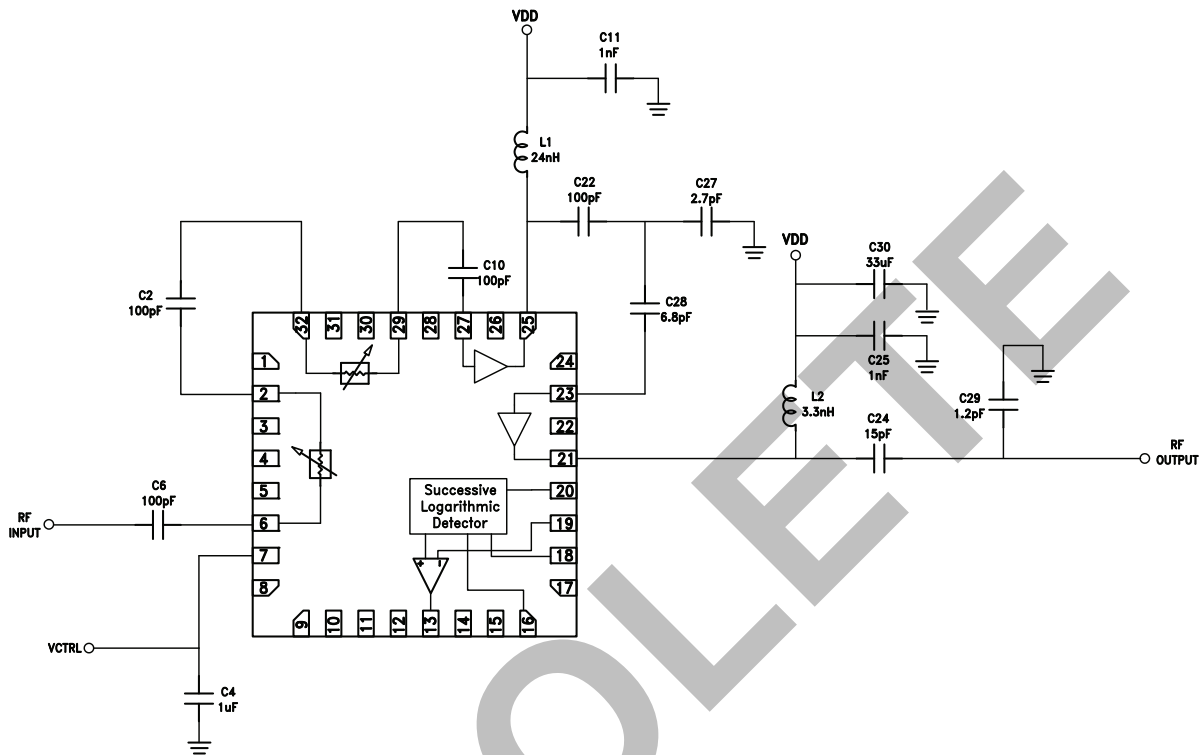 VDD
C11
1nF
L1
24nH
C22
100pF
C27
2.7pF
VDD
C30
33uF
C10
100pF
C2
100pF
C28
6.8pF
C25
1nF
32
31
30
29
28
27
26
25
1
2
3
4
5
6
7
8
24
23
22
21
20
19
18
17
L2
3.3nH
C29
1.2pF
C24
15pF
RF
OUTPUT
Successive
Logarithmic
Detector
+ -
C6
100pF
RF
INPUT
9
10
11
12
13
14
15
16
VCTRL
C4
1uF
OLETE